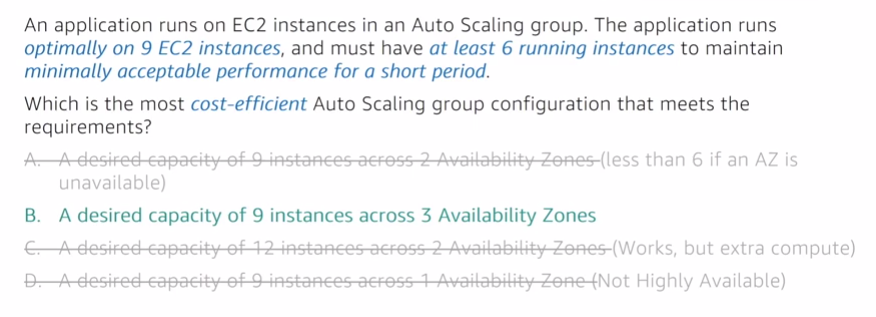 An application runs on EC2 instances in an Auto Scaling group. The application runs
optimally on 9 EC2 instances, and must have at least 6 running instances to maintain
minimally acceptable performance for a short period.
Which is the most cost-efficient Auto Scaling group configuration that meets the
requirements?
A. A desired capacity of 9 instances across 2 Availability Zones (less than 6 if an AZ is
unavailable)
B. A desired capacity of 9 instances across 3 Availability Zones
C. A desired capacity of 12 instances across 2 Availability Zones (Works, but extra compute)
D. A desired capacity of 9 instances across 1 Availability Zone (Not Highly Available)